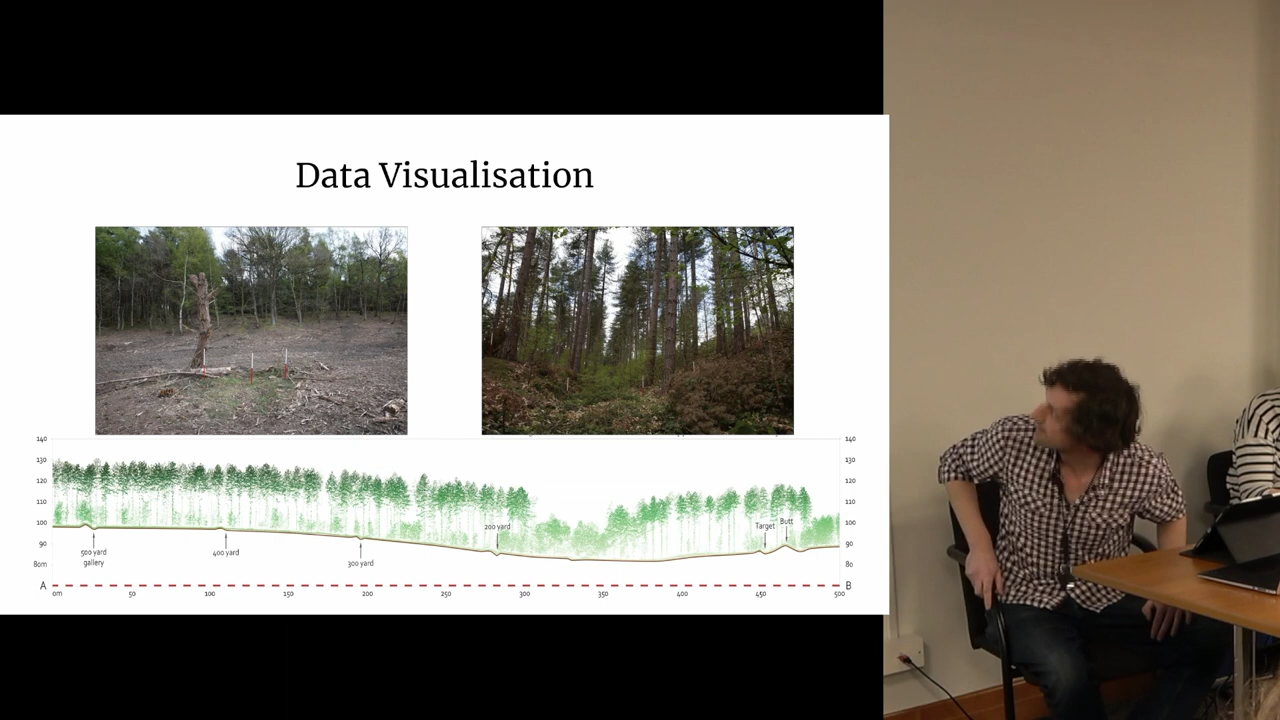 Data Visualisation
140
130
120
110
100
90
80m
140
130
120
110
100
90
80
500 yard
gallery
400 yard
300 yard
200 yard
Target
Butt
A
B
0m
50
100
150
200
250
300
350
400
450
500